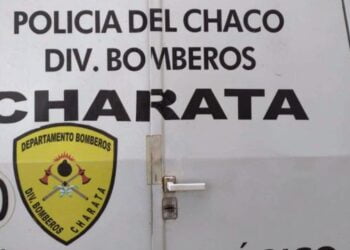 POLICIA DEL CHACO
DIV. BOMBEROS
CHARATA
DEPARTAMENTO BOMBEROS
DIV. BOMBEROS
CHARATA